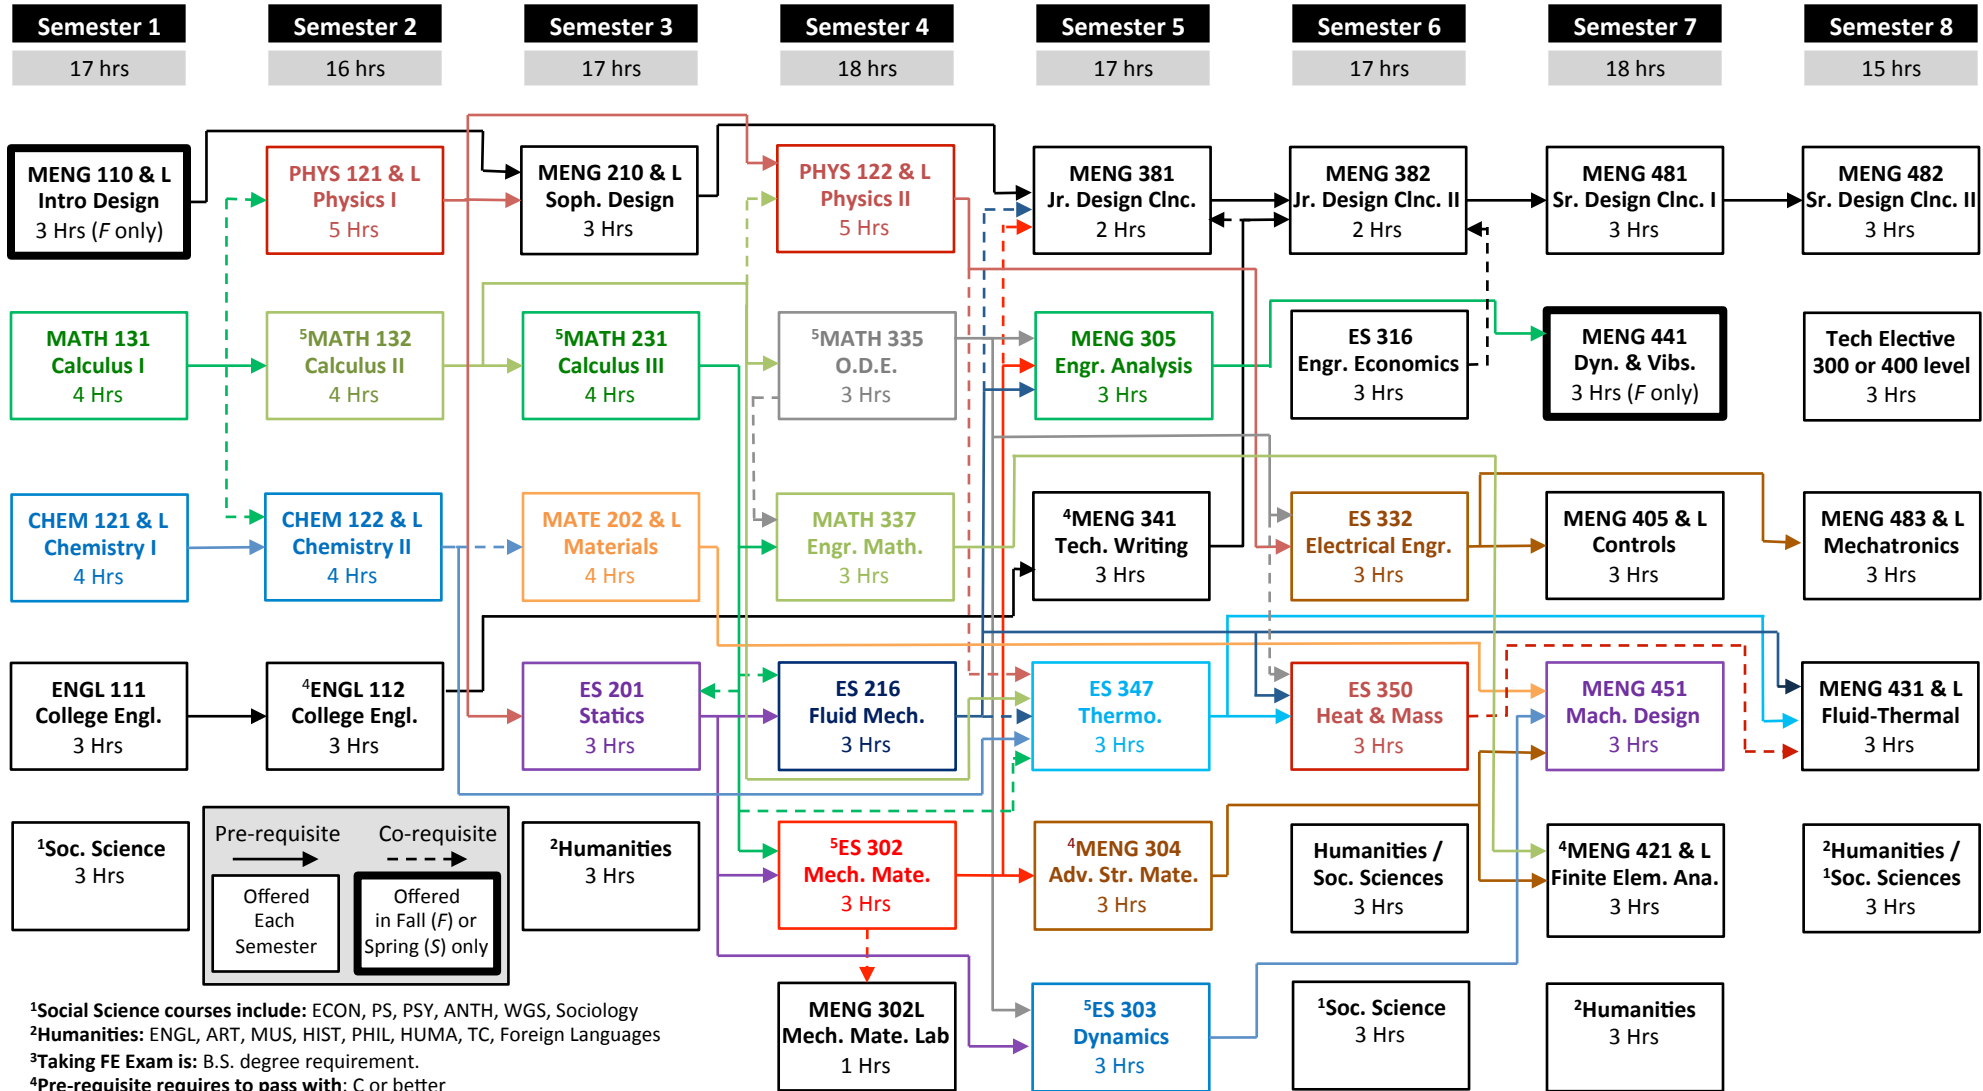 Semester 1
17 hrs
MENG 110 & L
Intro Design
3 Hrs (F only)
MATH 131
Calculus I
4 Hrs
CHEM 121 & L
Chemistry I
4 Hrs
ENGL 111
College Engl.
3 Hrs
¹Soc. Science
3 Hrs
Semester 2
16 hrs
PHYS 121 & L
Physics I
5 Hrs
⁵MATH 132
Calculus II
4 Hrs
CHEM 122 & L
Chemistry II
4 Hrs
⁴ENGL 112
College Engl.
3 Hrs
Semester 3
17 hrs
MENG 210 & L
Soph. Design
3 Hrs
⁵MATH 231
Calculus III
4 Hrs
MATE 202 & L
Materials
4 Hrs
ES 201
Statics
3 Hrs
²Humanities
3 Hrs
Semester 4
18 hrs
PHYS 122 & L
Physics II
5 Hrs
⁵MATH 335
O.D.E.
3 Hrs
MATH 337
Engr. Math.
3 Hrs
ES 216
Fluid Mech.
3 Hrs
⁵ES 302
Mech. Mate.
3 Hrs
MENG 302L
Mech. Mate. Lab
1 Hrs
Semester 5
17 hrs
MENG 381
Jr. Design Clnc.
2 Hrs
MENG 305
Engr. Analysis
3 Hrs
⁴MENG 341
Tech. Writing
3 Hrs
ES 347
Thermo.
3 Hrs
⁴MENG 304
Adv. Str. Mate.
3 Hrs
⁵ES 303
Dynamics
3 Hrs
Semester 6
17 hrs
MENG 382
Jr. Design Clnc. II
2 Hrs
ES 316
Engr. Economics
3 Hrs
ES 332
Electrical Engr.
3 Hrs
ES 350
Heat & Mass
3 Hrs
Humanities /
Soc. Sciences
3 Hrs
¹Soc. Science
3 Hrs
Semester 7
18 hrs
MENG 481
Sr. Design Clnc. I
3 Hrs
MENG 441
Dyn. & Vibs.
3 Hrs (F only)
MENG 405 & L
Controls
3 Hrs
MENG 451
Mach. Design
3 Hrs
⁴MENG 421 & L
Finite Elem. Ana.
3 Hrs
²Humanities
3 Hrs
Semester 8
15 hrs
MENG 482
Sr. Design Clnc. II
3 Hrs
Tech Elective
300 or 400 level
3 Hrs
MENG 483 & L
Mechatronics
3 Hrs
MENG 431 & L
Fluid-Thermal
3 Hrs
²Humanities /
¹Soc. Sciences
3 Hrs
Pre-requisite
Co-requisite
Offered
Each
Semester
Offered
in Fall (F) or
Spring (S) only
¹Social Science courses include: ECON, PS, PSY, ANTH, WGS, Sociology
²Humanities: ENGL, ART, MUS, HIST, PHIL, HUMA, TC, Foreign Languages
³Taking FE Exam is: B.S. degree requirement.
⁴Pre-requisite requires to pass with: C or better